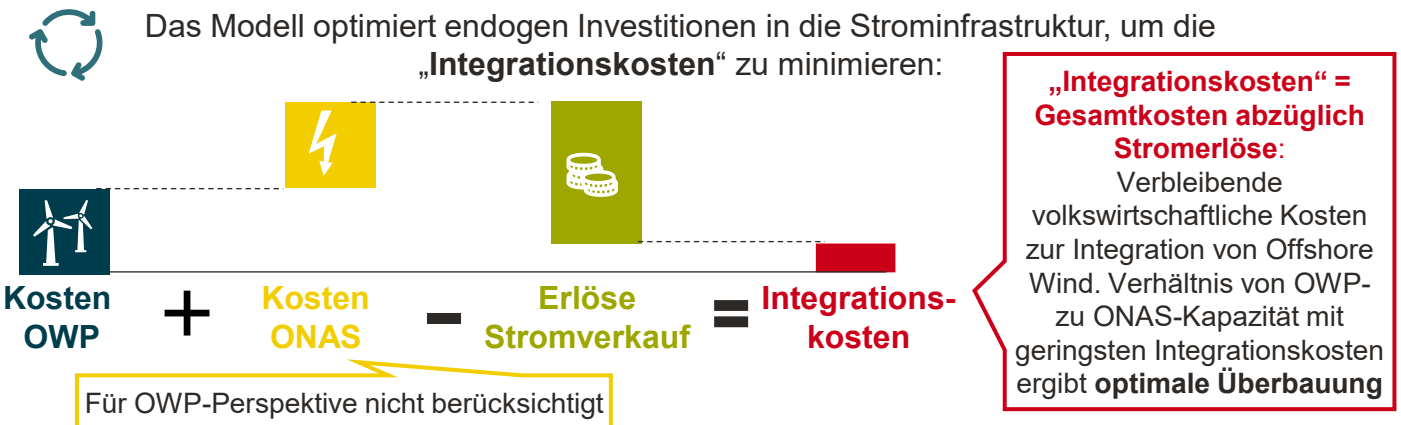 Das Modell optimiert endogen Investitionen in die Strominfrastruktur, um die
„Integrationskosten“ zu minimieren:
„Integrationskosten“ =
Gesamtkosten abzüglich
Stromerlöse:
Verbleibende
volkswirtschaftliche Kosten
zur Integration von Offshore
Wind. Verhältnis von OWP-
zu ONAS-Kapazität mit
geringsten Integrationskosten
ergibt optimale Überbauung
Kosten
OWP
+
Kosten
ONAS
-
Erlöse
Stromverkauf
=
Integrations-
kosten
Für OWP-Perspektive nicht berücksichtigt